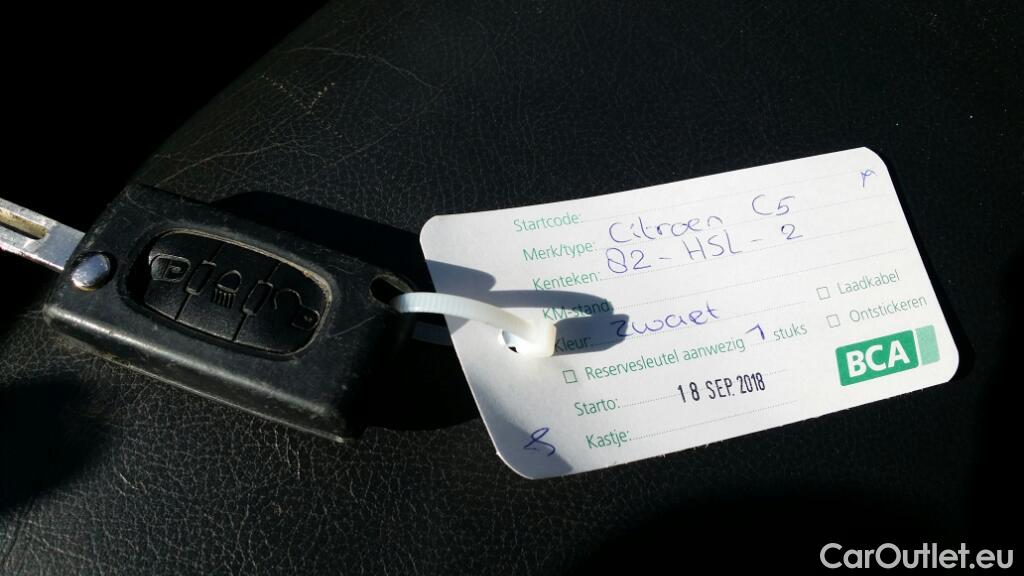 Startcode:
Merk/type: Citroen C5
Kenteken: 82-HSL-2
KM-stand:
Kleur: zwart
Laadkabel
Reservesleutel aanwezig 1 stuks
Ontstickeren
Starto: 18 SEP. 2018
BCA
Kastje:
CarOutlet.eu